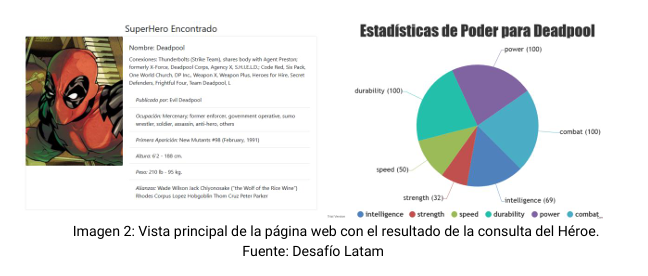 SuperHero Encontrado
Nombre: Deadpool
Conexiones: Thunderbolts (Strike Team), shares body with Agent Preston;
formerly X-Force, Deadpool Corps, Agency X, S.H.I.E.L.D.; Code Red, Six Pack,
One World Church, DP Inc., Weapon X, Weapon Plus, Heroes for Hire, Secret
Defenders, Frightful Four, Team Deadpool, L
Publicado por: Evil Deadpool
Ocupación: Mercenary; former enforcer, government operative, sumo
wrestler, soldier, assassin, anti-hero, others
Primera Aparición: New Mutants #98 (February, 1991)
Altura: 6'2 - 188 cm.
Peso: 210 lb - 95 kg.
Alianzas: Wade Wilson Jack Chiyonosake ("the Wolf of the Rice Wine")
Rhodes Corpus Lopez Hobgoblin Thom Cruz Peter Parker
Estadísticas de Poder para Deadpool
power (100)
durability (100)
combat (100)
speed (50)
strength (32)
intelligence (69)
intelligence strength speed durability power combat
Imagen 2: Vista principal de la página web con el resultado de la consulta del Héroe.
Fuente: Desafío Latam